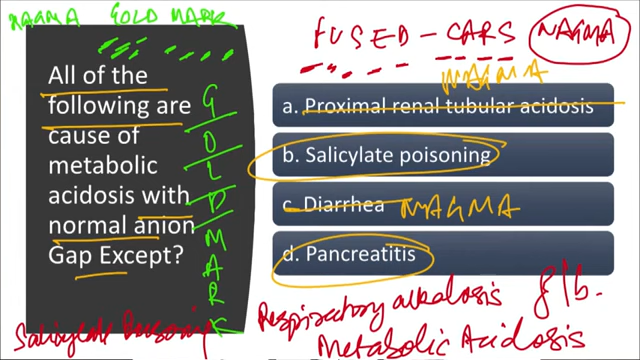 GOLD MARK
FUSED - CARS NAGMA
All of the
following are
cause of
metabolic
acidosis with
normal anion
Gap Except?
G
O
L
D
M
A
R
K
NAGMA
a. Proximal renal tubular acidosis
b. Salicylate poisoning
c. Diarrhea NAGMA
d. Pancreatitis
Salicylate Poisoning
Respiratory alkalosis f/b.
Metabolic Acidosis